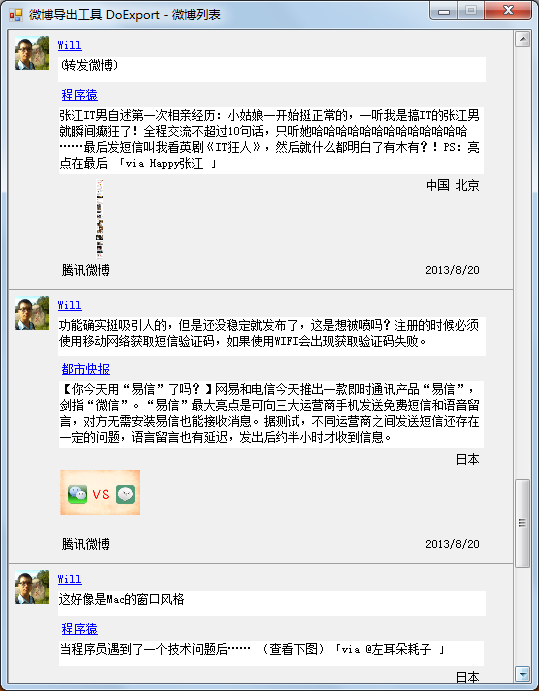 微博导出工具 DoExport - 微博列表
Will
(转发微博)
程序猿
张江IT男自述第一次相亲经历：小姑娘一开始挺正常的，一听我是搞IT的张江男
就瞬间癫狂了！全程交流不超过10句话，只听她哈哈哈哈哈哈哈哈哈哈哈哈哈
……最后发短信叫我看英剧《IT狂人》，然后就什么都明白了有木有？！PS：亮
点在最后 「via Happy张江 」
中国 北京
腾讯微博 2013/8/20
Will
功能确实挺吸引人的，但是还没稳定就发布了，这是想被喷吗？注册的时候必须
使用移动网络获取短信验证码，如果使用WIFI会出现获取验证码失败。
都市快报
【你今天用“易信”了吗？】网易和电信今天推出一款即时通讯产品“易信”，
剑指“微信”。“易信”最大亮点是可向三大运营商手机发送免费短信和语音留
言，对方无需安装易信也能接收消息。据测试，不同运营商之间发送短信还存在
一定的问题，语言留言也有延迟，发出后约半小时才收到信息。
日本
VS
腾讯微博 2013/8/20
Will
这好像是Mac的窗口风格
程序猿
当程序员遇到了一个技术问题后…… （查看下图）「via @左耳朵耗子 」
日本